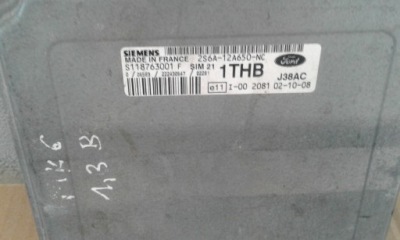 SIEMENS
MADE IN FRANCE 2S6A-12A650-NC
S118763001 F SIM 21 1THB
Ford
J38AC
e11 I-00 2081 02-10-08
1,3 B